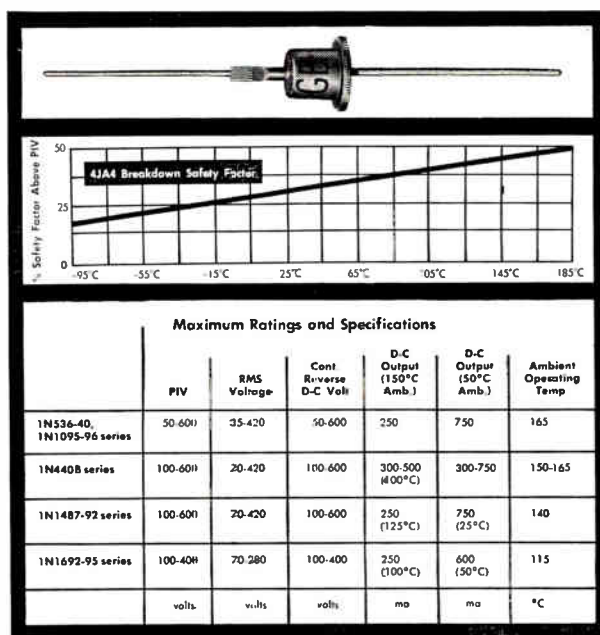 GE
50
25
0
% Safety Factor Above PIV
4JA4 Breakdown Safety Factor
-95°C -55°C -15°C 25°C 65°C 105°C 145°C 185°C
Maximum Ratings and Specifications
PIV RMS Voltage Cont. Reverse D-C Volt D-C Output (150°C Amb.) D-C Output (50°C Amb.) Ambient Operating Temp
1N536-40, 1N1095-96 series 50-600 35-420 50-600 250 750 165
1N440B series 100-600 70-420 100-600 300-500 (400°C) 300-750 150-165
1N1487-92 series 100-600 70-420 100-600 250 (125°C) 750 (25°C) 140
1N1692-95 series 100-400 70-280 100-400 250 (100°C) 600 (50°C) 115
volts volts volts ma ma °C